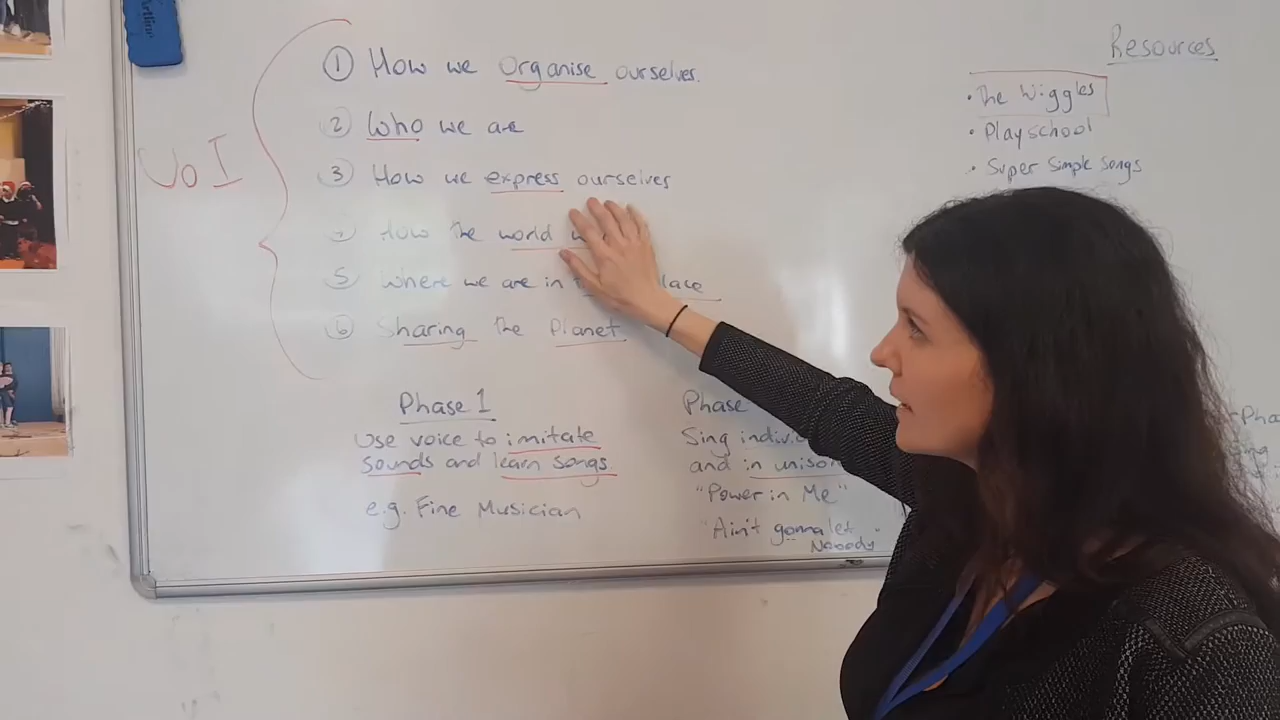 Artline
Resources
① How we Organise ourselves.
② Who we are
③ How we express ourselves
How the world
5 Where we are in
⑥ Sharing the Planet
UoI
• The Wiggles
• Playschool
• Super Simple Songs
Phase 1
Use voice to imitate
sounds and learn songs.
e.g. Fine Musician
Phase
Sing
and in unison
"Power in Me"
"Ain't gonna let
Nobody"